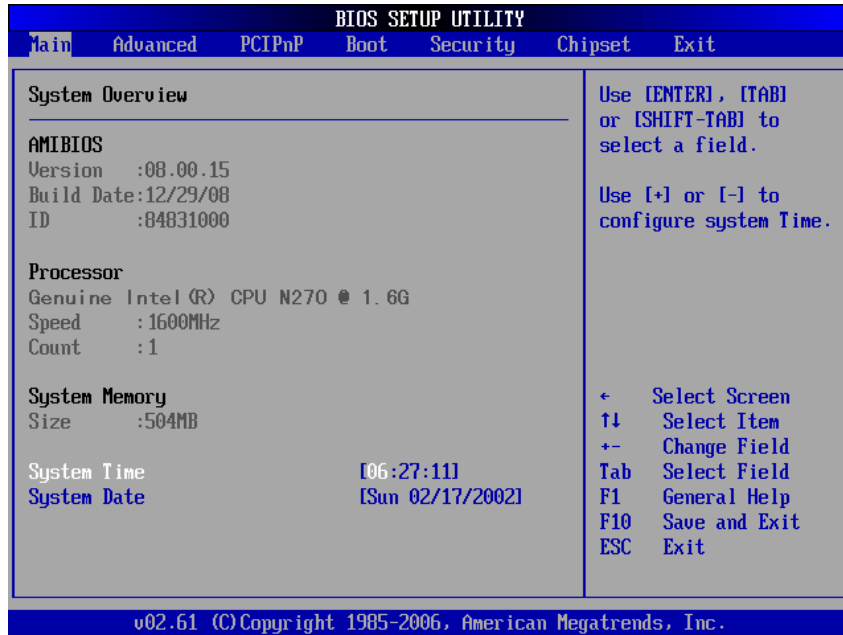 BIOS SETUP UTILITY
Main Advanced PCIPnP Boot Security Chipset Exit
System Overview
AMIBIOS
Version :08.00.15
Build Date:12/29/08
ID :84831000
Processor
Genuine Intel(R) CPU N270 @ 1.6G
Speed :1600MHz
Count :1
System Memory
Size :504MB
System Time [06:27:11]
System Date [Sun 02/17/2002]
Use [ENTER], [TAB]
or [SHIFT-TAB] to
select a field.
Use [+] or [-] to
configure system Time.
← Select Screen
↑↓ Select Item
+- Change Field
Tab Select Field
F1 General Help
F10 Save and Exit
ESC Exit
v02.61 (C)Copyright 1985-2006, American Megatrends, Inc.